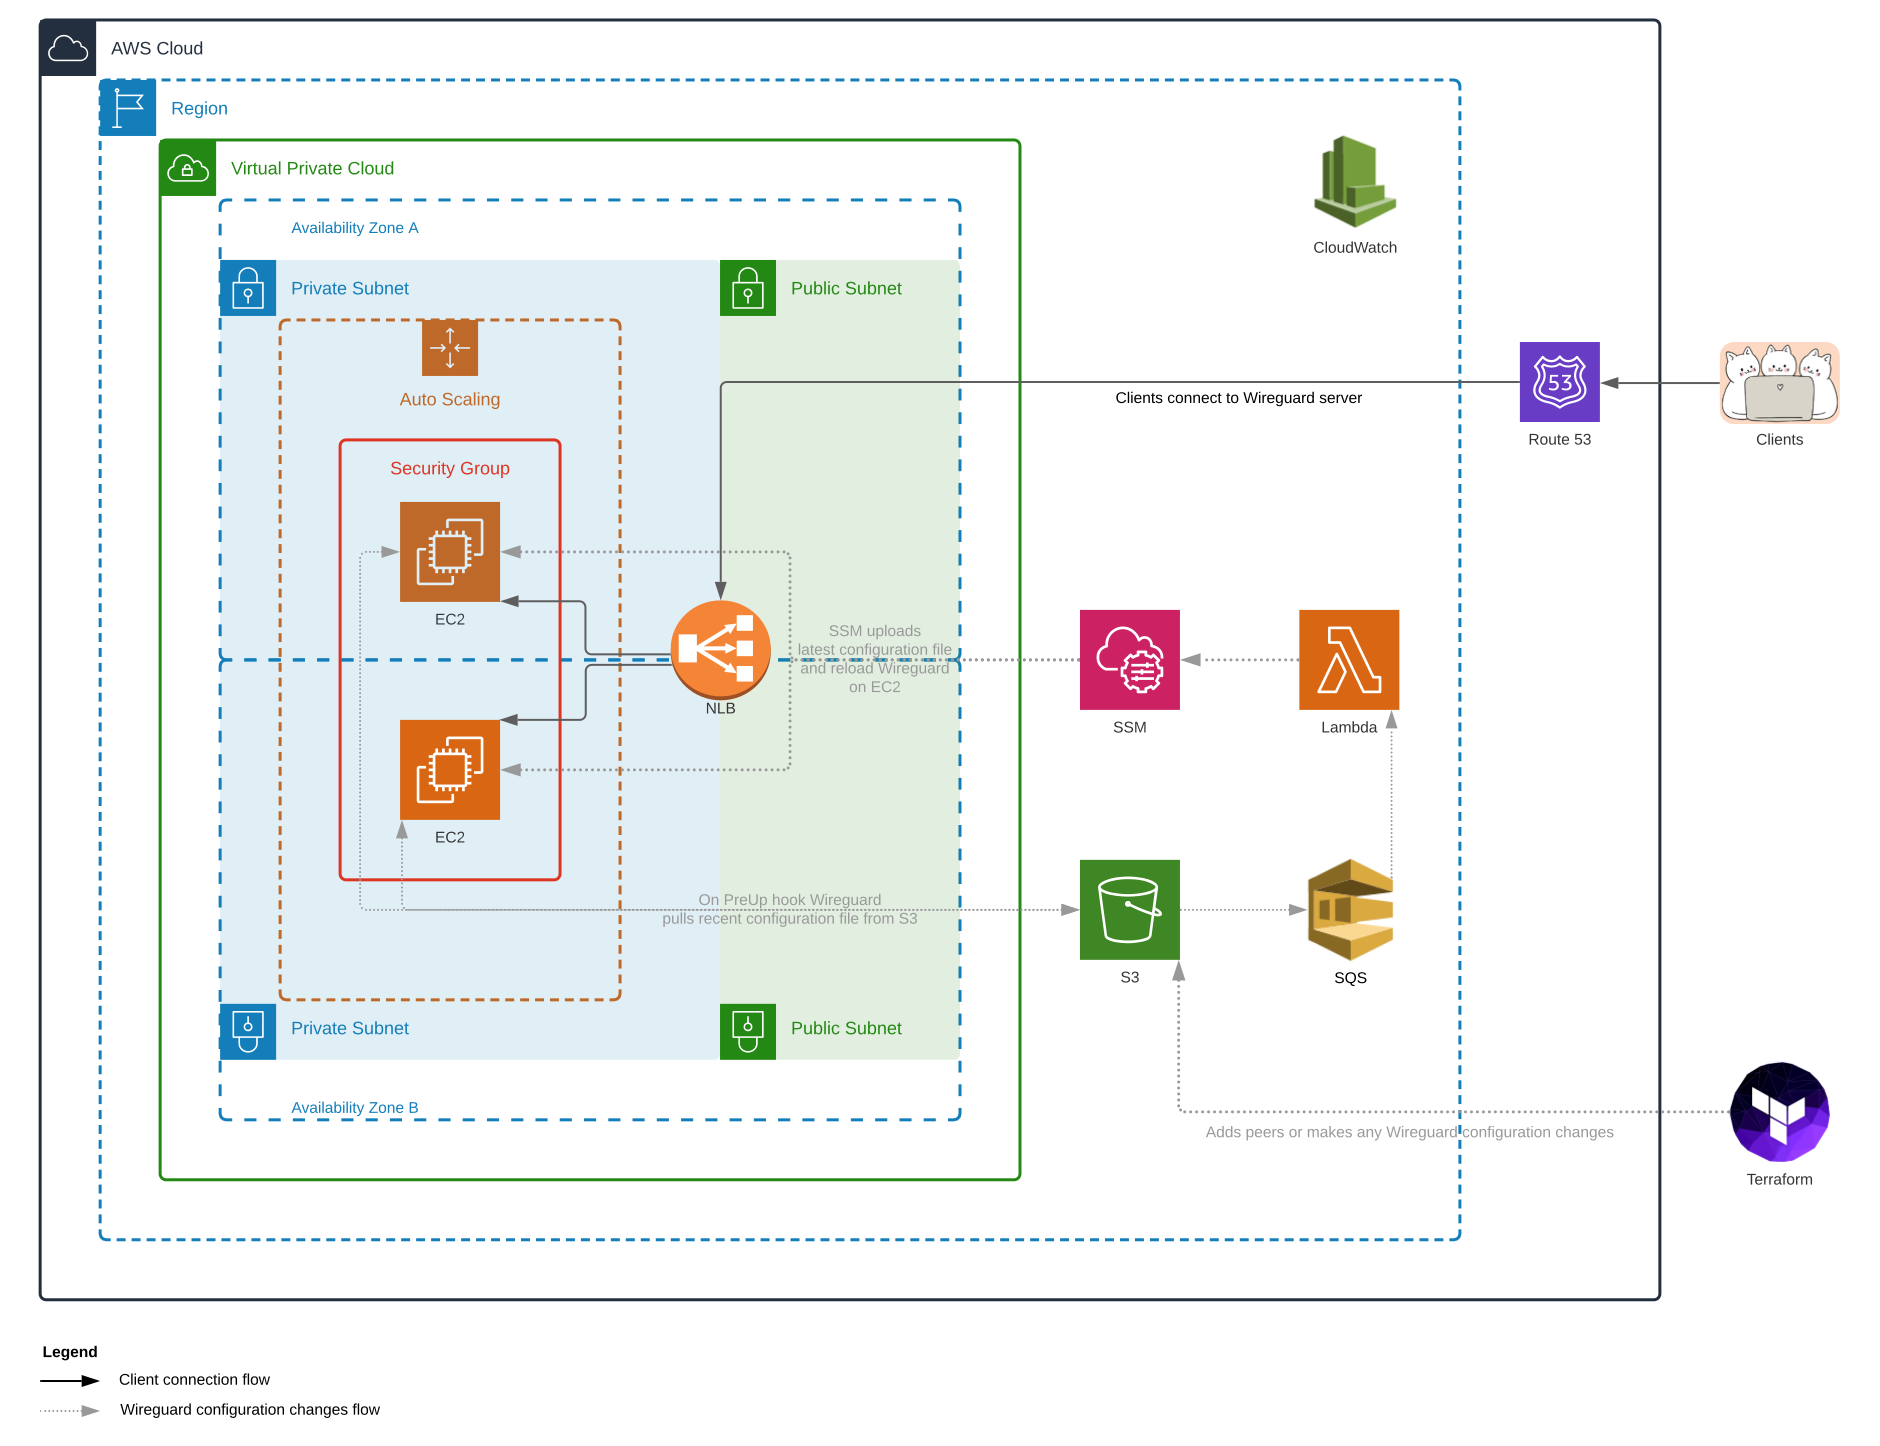 AWS Cloud
Region
Virtual Private Cloud
Availability Zone A
CloudWatch
Private Subnet
Public Subnet
Auto Scaling
Clients connect to Wireguard server
53
Route 53
Clients
Security Group
EC2
SSM uploads
latest configuration file
and reload Wireguard
on EC2
NLB
SSM
Lambda
EC2
On PreUp hook Wireguard
pulls recent configuration file from S3
S3
SQS
Private Subnet
Public Subnet
Availability Zone B
Adds peers or makes any Wireguard configuration changes
Terraform
Legend
Client connection flow
Wireguard configuration changes flow